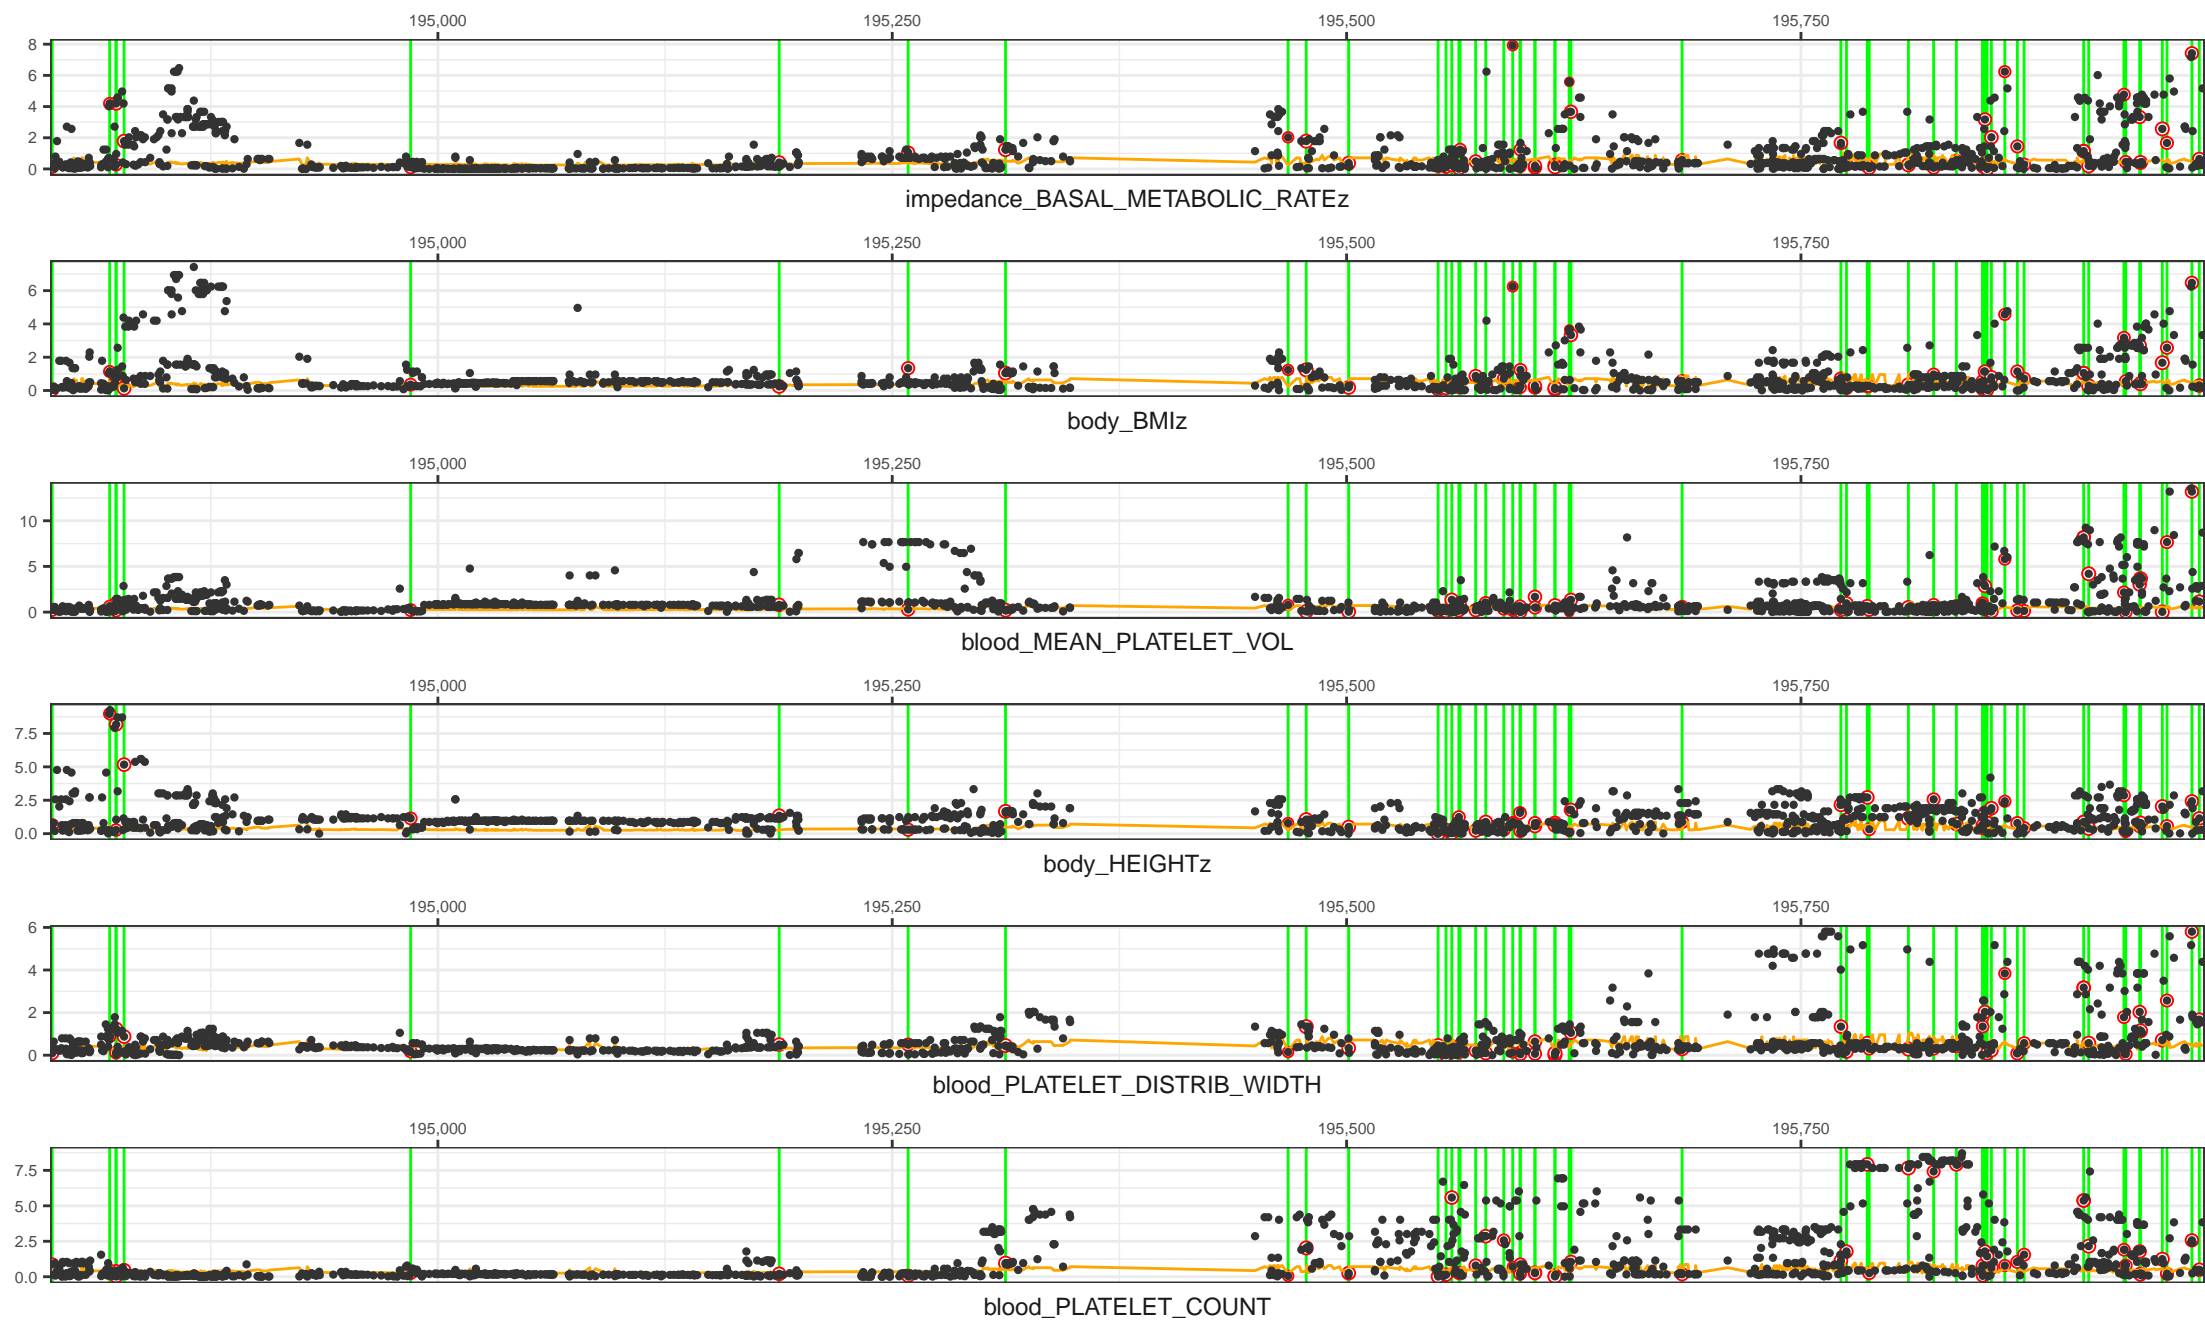 195,000 195,250 195,500 195,750
8
6
4
2
0
impedance_BASAL_METABOLIC_RATEz
195,000 195,250 195,500 195,750
6
4
2
0
body_BMIz
195,000 195,250 195,500 195,750
10
5
0
blood_MEAN_PLATELET_VOL
195,000 195,250 195,500 195,750
7.5
5.0
2.5
0.0
body_HEIGHTz
195,000 195,250 195,500 195,750
6
4
2
0
blood_PLATELET_DISTRIB_WIDTH
195,000 195,250 195,500 195,750
7.5
5.0
2.5
0.0
blood_PLATELET_COUNT